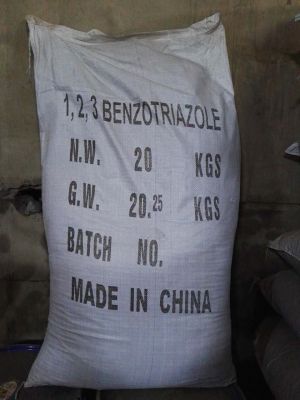 1, 2, 3 BENZOTRIAZOLE
N.W. 20 KGS
G.W. 20.25 KGS
BATCH NO.
MADE IN CHINA